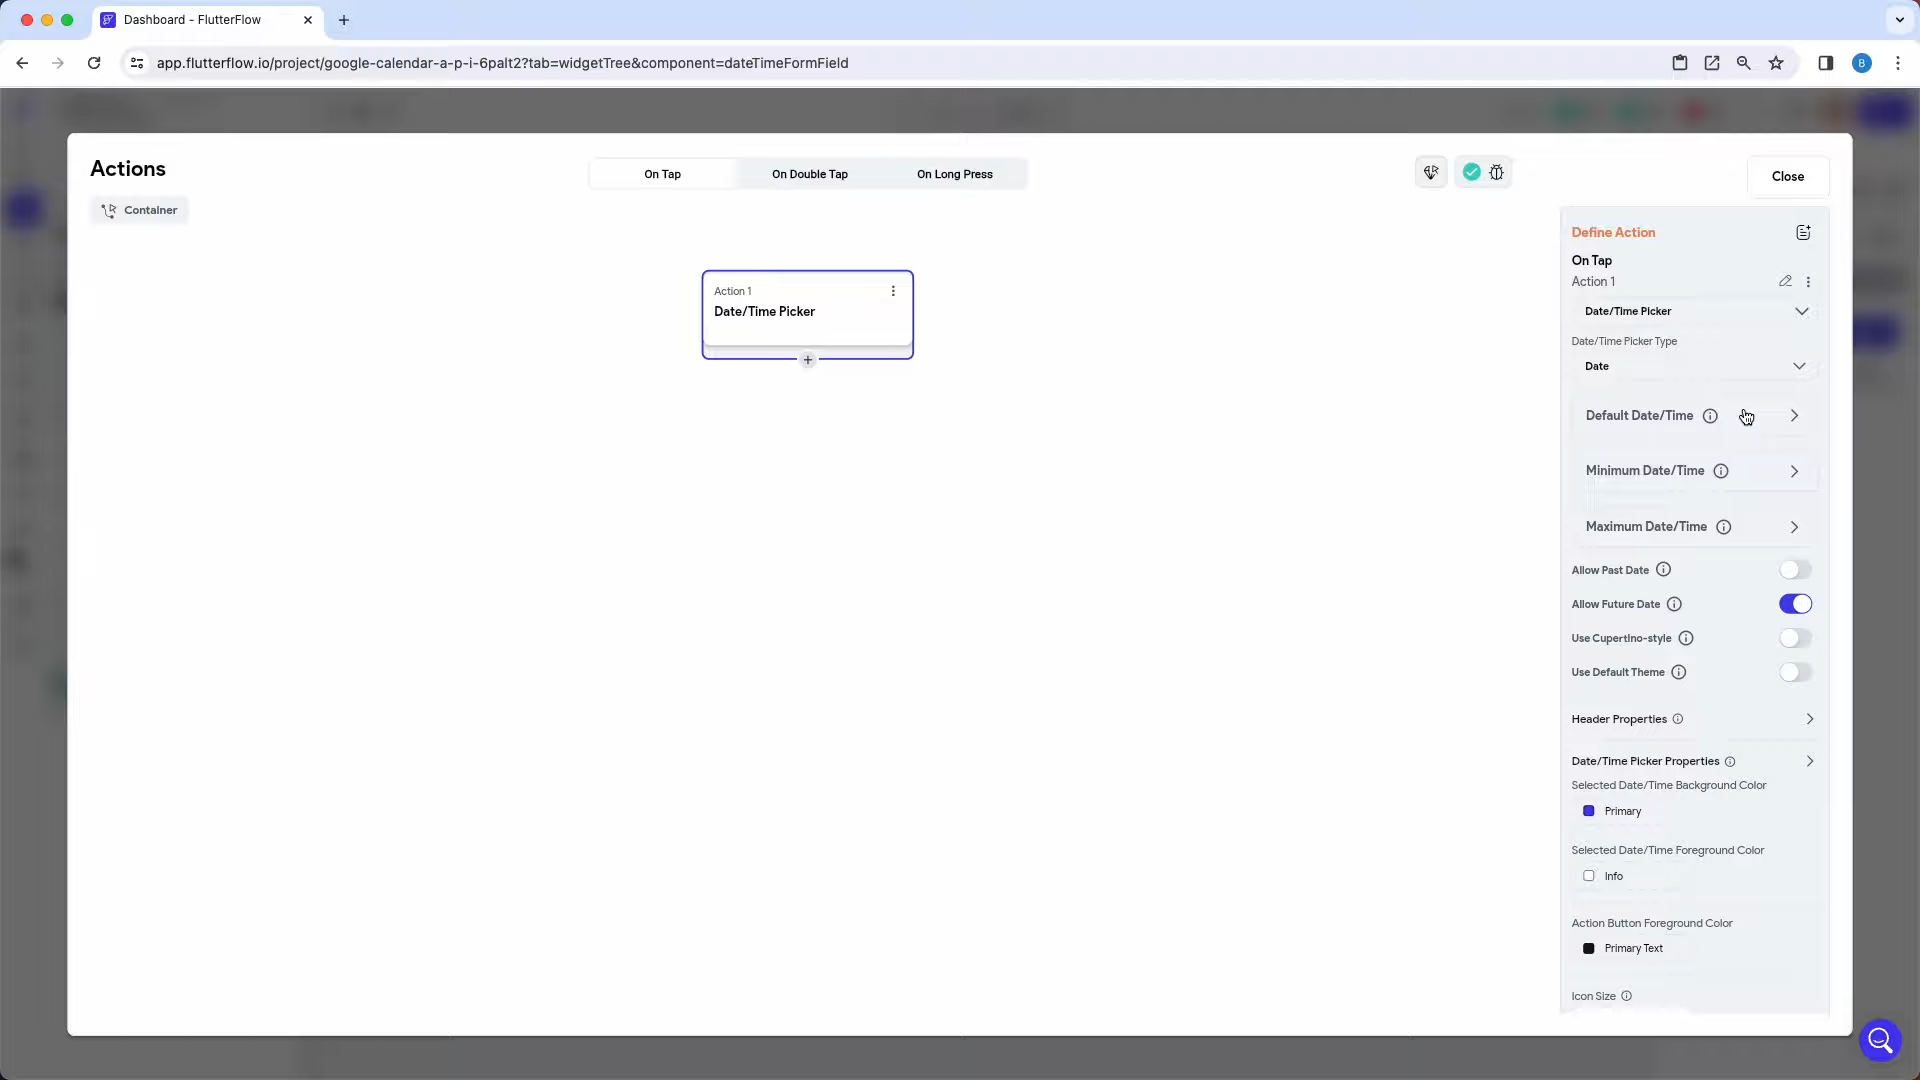 Dashboard - FlutterFlow
app.flutterflow.io/project/google-calendar-a-p-i-6palt2?tab=widgetTree&component=dateTimeFormField
B
Actions
On Tap
On Double Tap
On Long Press
Close
Container
Action 1
Date/Time Picker
Define Action
On Tap
Action 1
Date/Time Picker
Date/Time Picker Type
Date
Default Date/Time
Minimum Date/Time
Maximum Date/Time
Allow Past Date
Allow Future Date
Use Cupertino-style
Use Default Theme
Header Properties
Date/Time Picker Properties
Selected Date/Time Background Color
Primary
Selected Date/Time Foreground Color
Info
Action Button Foreground Color
Primary Text
Icon Size